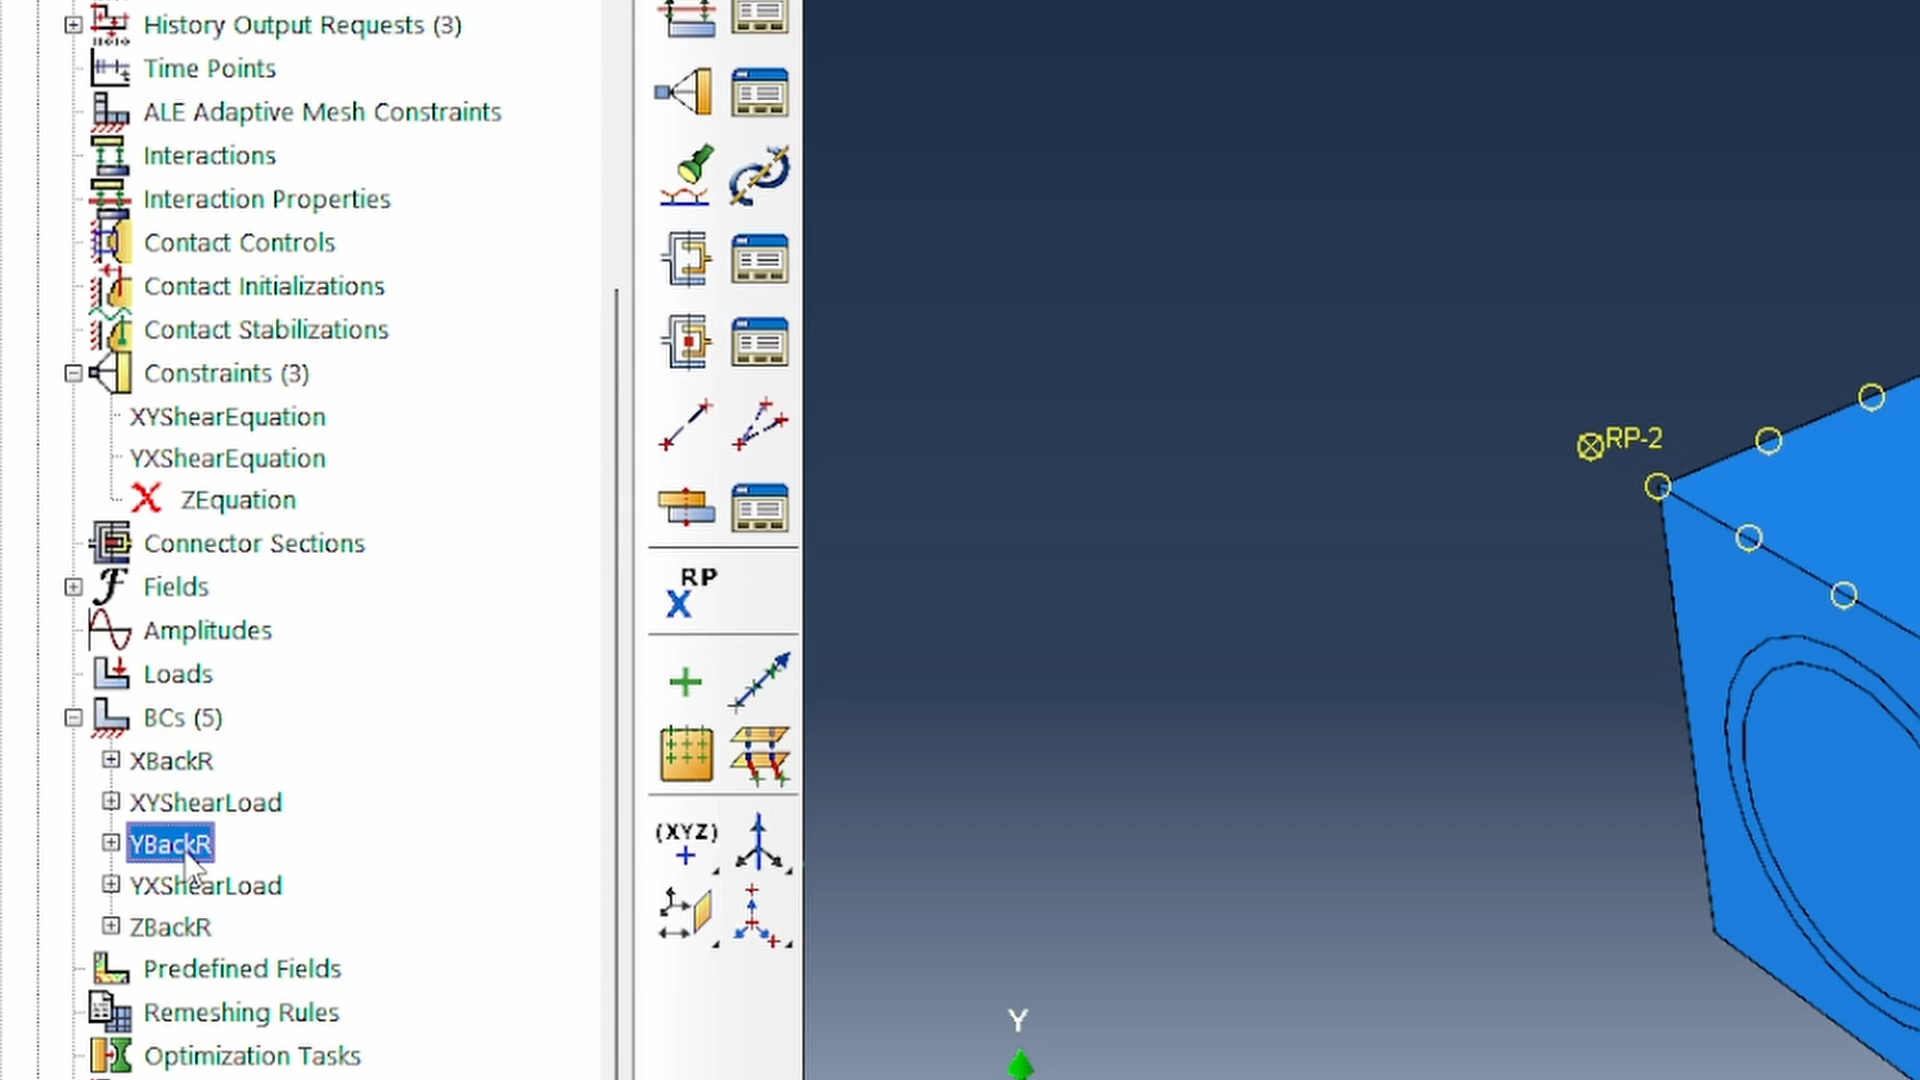 History Output Requests (3)
Time Points
ALE Adaptive Mesh Constraints
Interactions
Interaction Properties
Contact Controls
Contact Initializations
Contact Stabilizations
Constraints (3)
XYShearEquation
YXShearEquation
ZEquation
Connector Sections
Fields
Amplitudes
Loads
BCs (5)
XBackR
XYShearLoad
YBackR
YXShearLoad
ZBackR
Predefined Fields
Remeshing Rules
Optimization Tasks
RP
X
(XYZ)
RP-2
Y